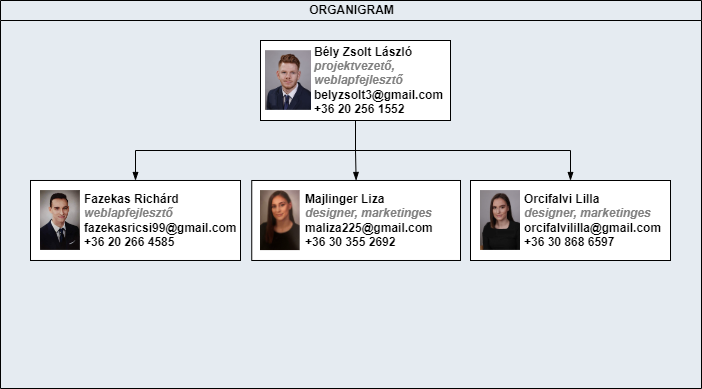 ORGANIGRAM
Bély Zsolt László
projektvezető,
weblapfejlesztő
belyzsolt3@gmail.com
+36 20 256 1552
Fazekas Richárd
weblapfejlesztő
fazekasricsi99@gmail.com
+36 20 266 4585
Majlinger Liza
designer, marketinges
maliza225@gmail.com
+36 30 355 2692
Orcifalvi Lilla
designer, marketinges
orcifalvililla@gmail.com
+36 30 868 6597